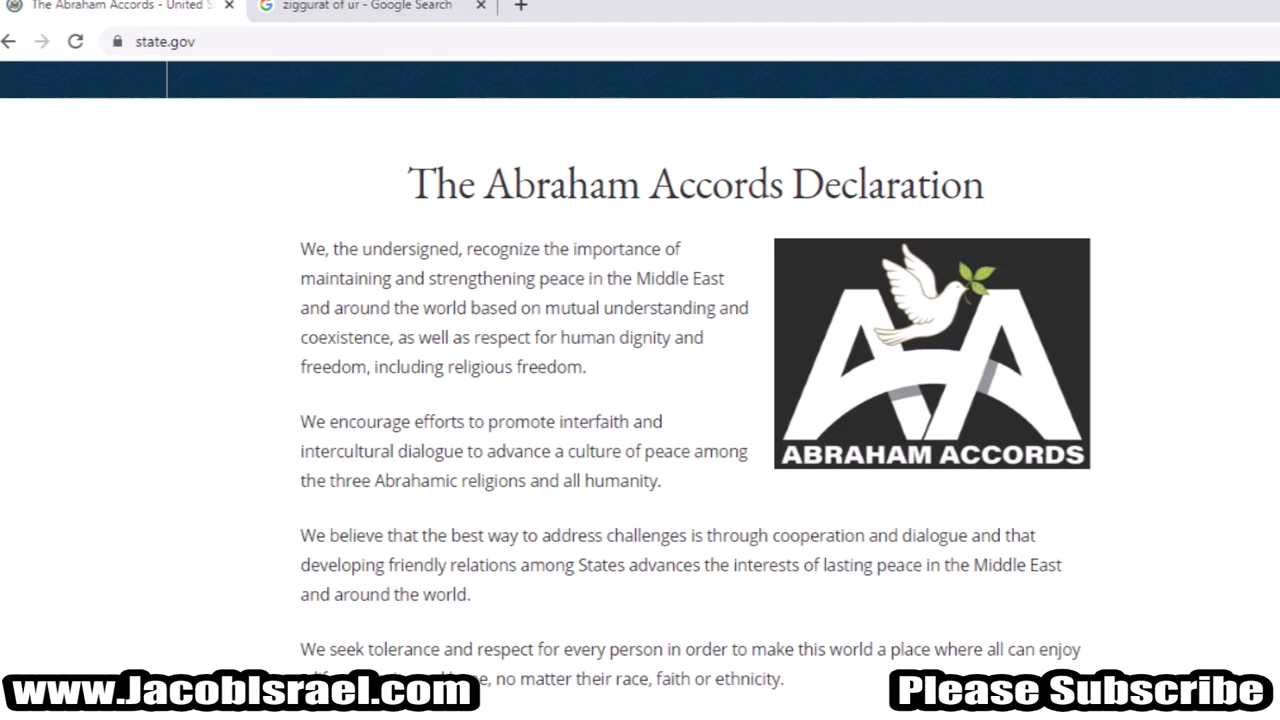 The Abraham Accords - United S
ziggurat of ur - Google Search
state.gov
The Abraham Accords Declaration
We, the undersigned, recognize the importance of
maintaining and strengthening peace in the Middle East
and around the world based on mutual understanding and
coexistence, as well as respect for human dignity and
freedom, including religious freedom.
ABRAHAM ACCORDS
We encourage efforts to promote interfaith and
intercultural dialogue to advance a culture of peace among
the three Abrahamic religions and all humanity.
We believe that the best way to address challenges is through cooperation and dialogue and that
developing friendly relations among States advances the interests of lasting peace in the Middle East
and around the world.
We seek tolerance and respect for every person in order to make this world a place where all can enjoy
no matter their race, faith or ethnicity.
www.JacobIsrael.com
Please Subscribe